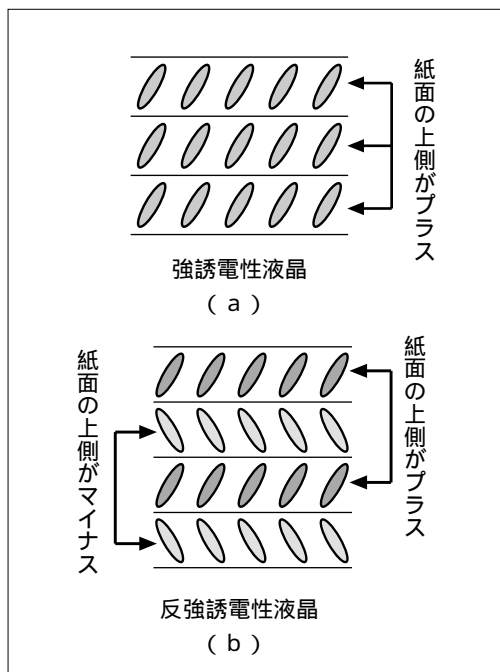 紙面の上側がプラス
強誘電性液晶
( a )
紙面の上側がマイナス
紙面の上側がプラス
反強誘電性液晶
( b )